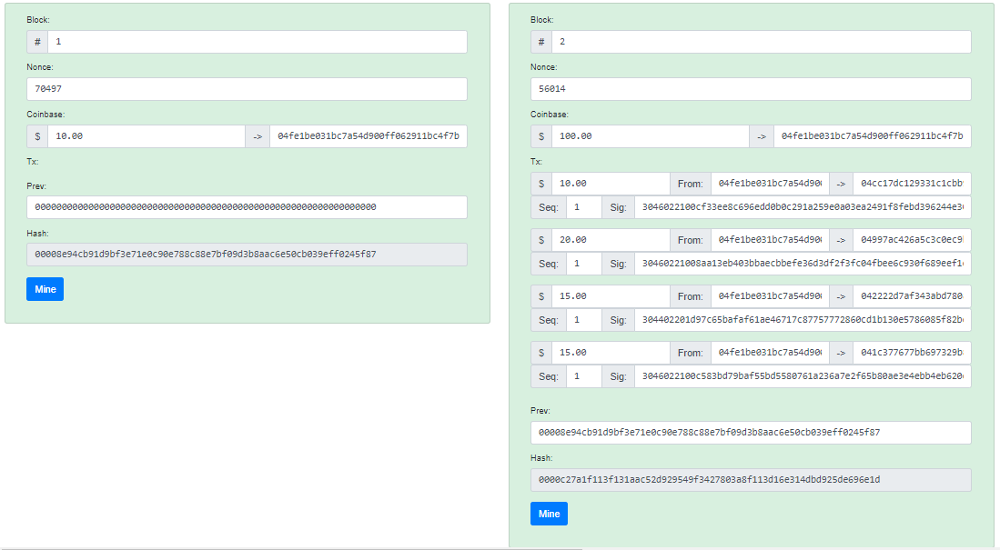 Block:
# 1
Nonce:
70497
Coinbase:
$ 10.00 -> 04fe1be031bc7a54d900ff062911bc4f7b
Tx:
Prev:
0000000000000000000000000000000000000000000000000000000000000000
Hash:
00008e94cb91d9bf3e71e0c90e788c88e7bf09d3b8aac6e50cb039eff0245f87
Mine
Block:
# 2
Nonce:
56014
Coinbase:
$ 100.00 -> 04fe1be031bc7a54d900ff062911bc4f7b
Tx:
$ 10.00 From: 04fe1be031bc7a54d90( -> 04cc17dc129331c1cbb
Seq: 1 Sig: 3046022100cf33ee8c696edd0b0c291a259e0a03ea2491f8febd396244e3
$ 20.00 From: 04fe1be031bc7a54d90( -> 04997ac426a5c3c0ec9
Seq: 1 Sig: 30460221008aa13eb403bbaecbbefe36d3df2f3fc04fbee6c930f689eef1
$ 15.00 From: 04fe1be031bc7a54d90( -> 042222d7af343abd780
Seq: 1 Sig: 304402201d97c65bafaf61ae46717c87757772860cd1b130e5786085f82b
$ 15.00 From: 04fe1be031bc7a54d90( -> 041c377677bb697329b
Seq: 1 Sig: 3046022100c583bd79baf55bd5580761a236a7e2f65b80ae3e4ebb4eb620
Prev:
00008e94cb91d9bf3e71e0c90e788c88e7bf09d3b8aac6e50cb039eff0245f87
Hash:
0000c27a1f113f131aac52d929549f3427803a8f113d16e314dbd925de696e1d
Mine